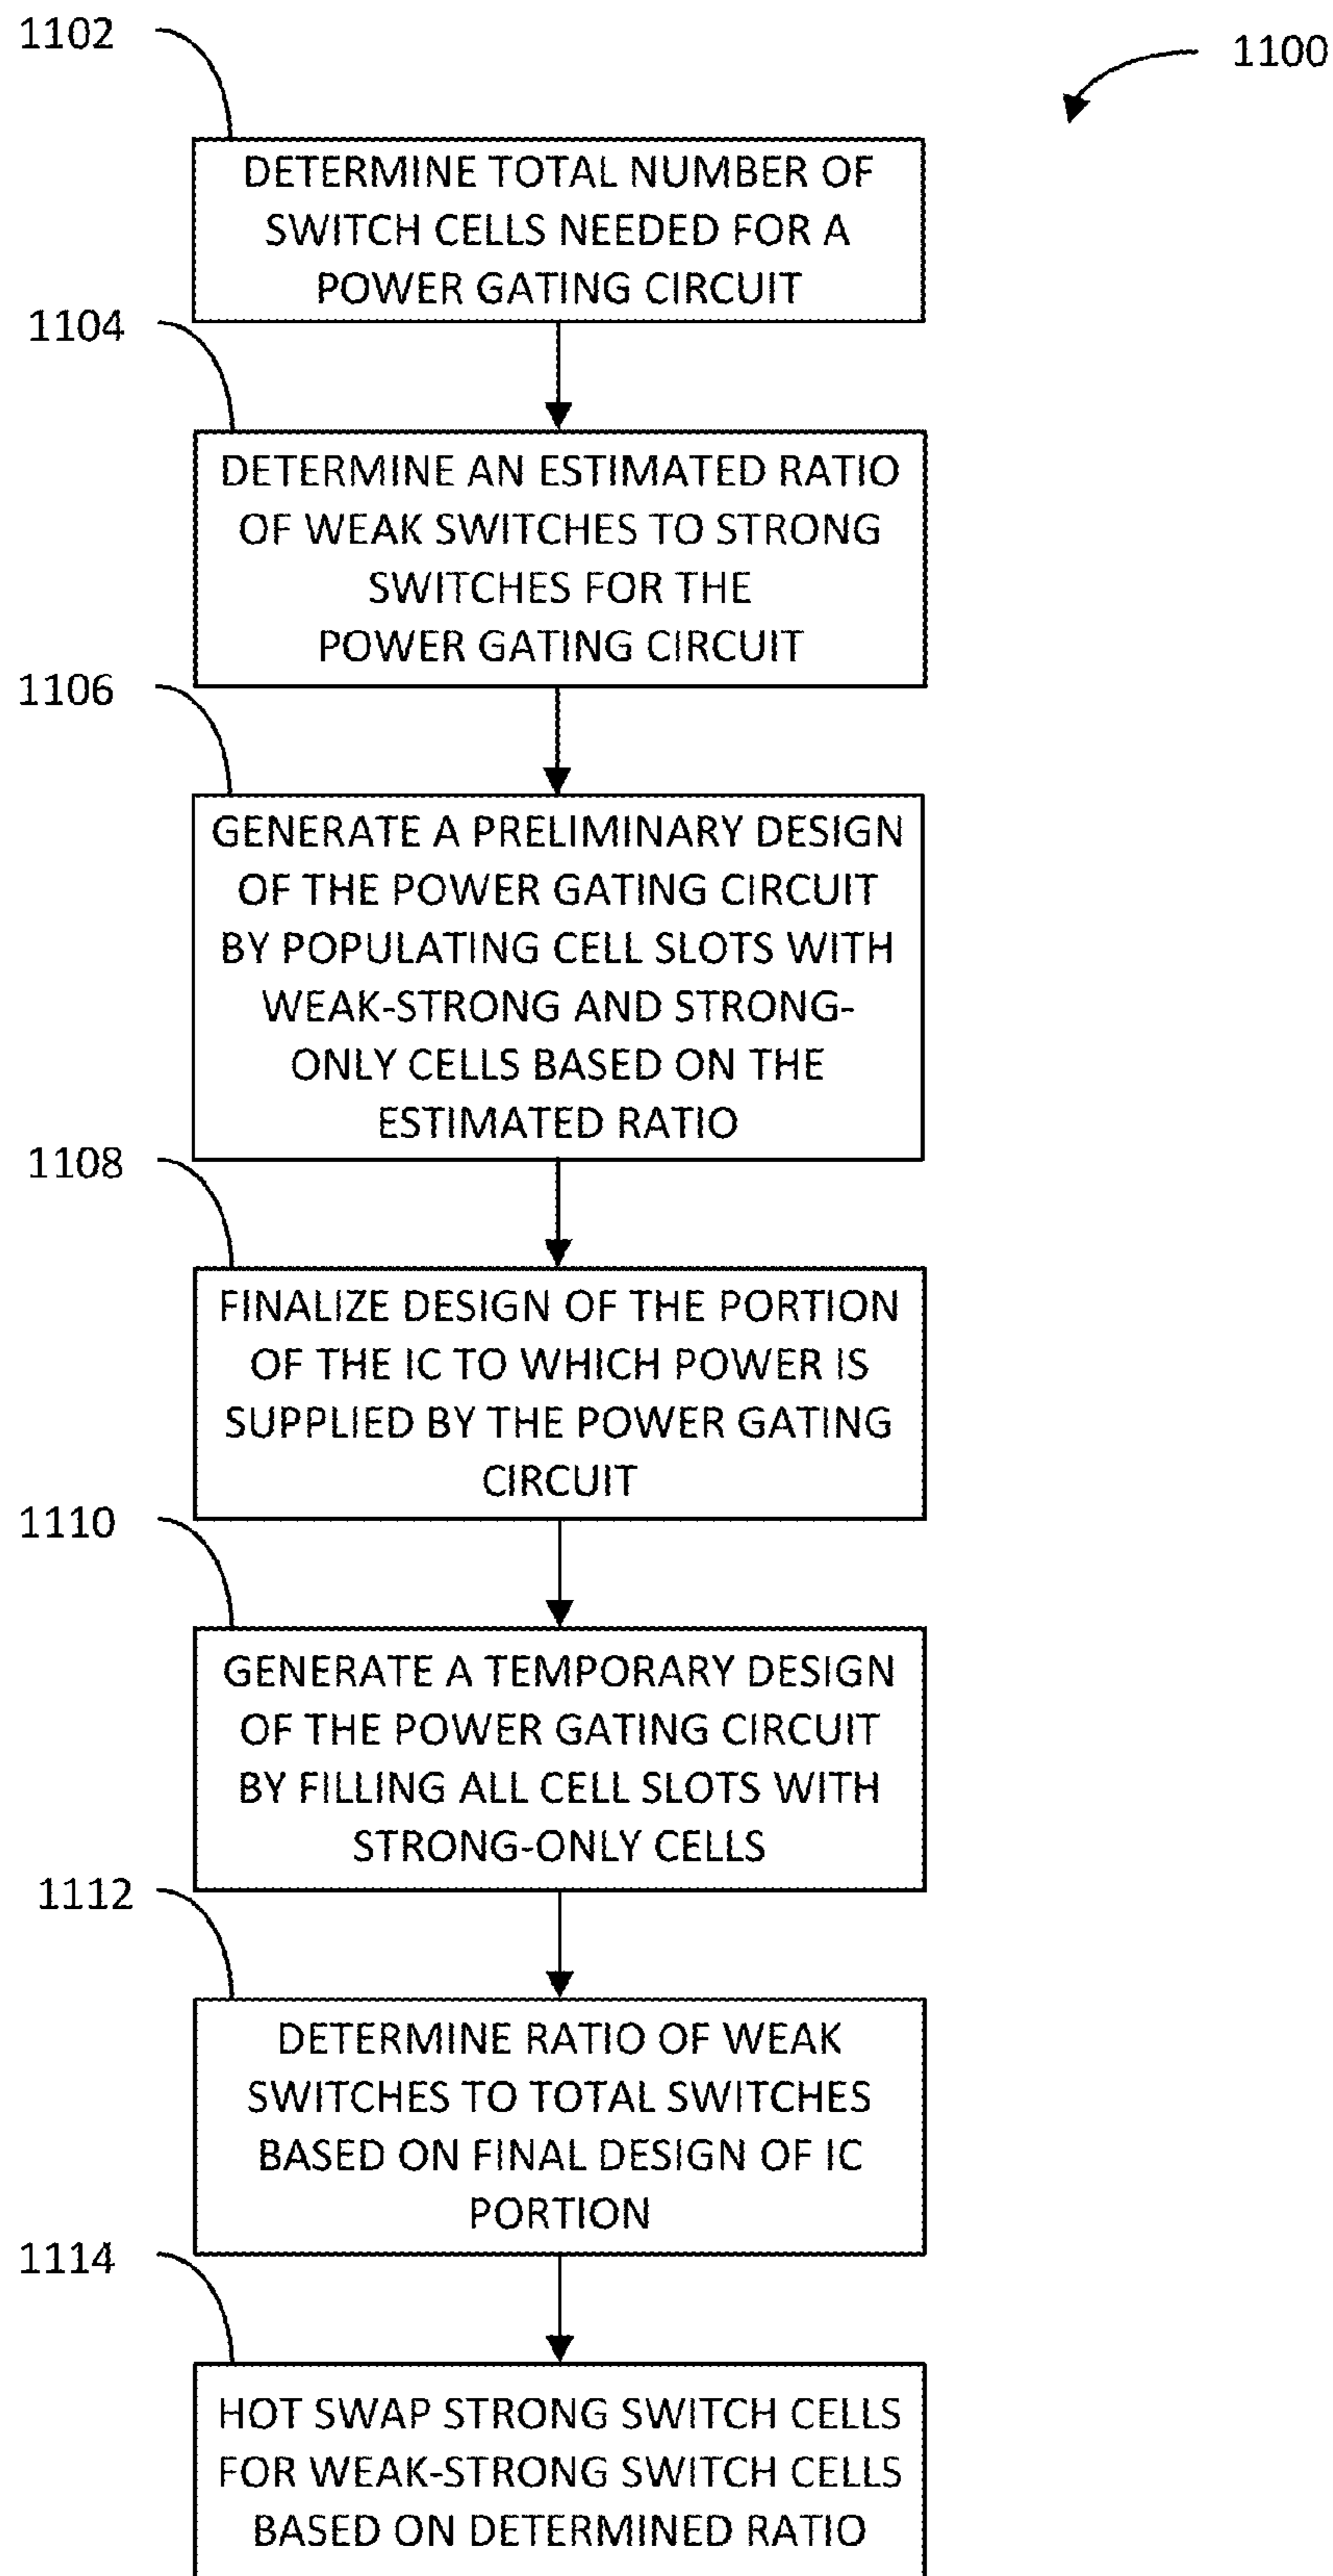 1102
1100
DETERMINE TOTAL NUMBER OF
SWITCH CELLS NEEDED FOR A
POWER GATING CIRCUIT
1104
DETERMINE AN ESTIMATED RATIO
OF WEAK SWITCHES TO STRONG
SWITCHES FOR THE
POWER GATING CIRCUIT
1106
GENERATE A PRELIMINARY DESIGN
OF THE POWER GATING CIRCUIT
BY POPULATING CELL SLOTS WITH
WEAK-STRONG AND STRONG-
ONLY CELLS BASED ON THE
ESTIMATED RATIO
1108
FINALIZE DESIGN OF THE PORTION
OF THE IC TO WHICH POWER IS
SUPPLIED BY THE POWER GATING
CIRCUIT
1110
GENERATE A TEMPORARY DESIGN
OF THE POWER GATING CIRCUIT
BY FILLING ALL CELL SLOTS WITH
STRONG-ONLY CELLS
1112
DETERMINE RATIO OF WEAK
SWITCHES TO TOTAL SWITCHES
BASED ON FINAL DESIGN OF IC
PORTION
1114
HOT SWAP STRONG SWITCH CELLS
FOR WEAK-STRONG SWITCH CELLS
BASED ON DETERMINED RATIO